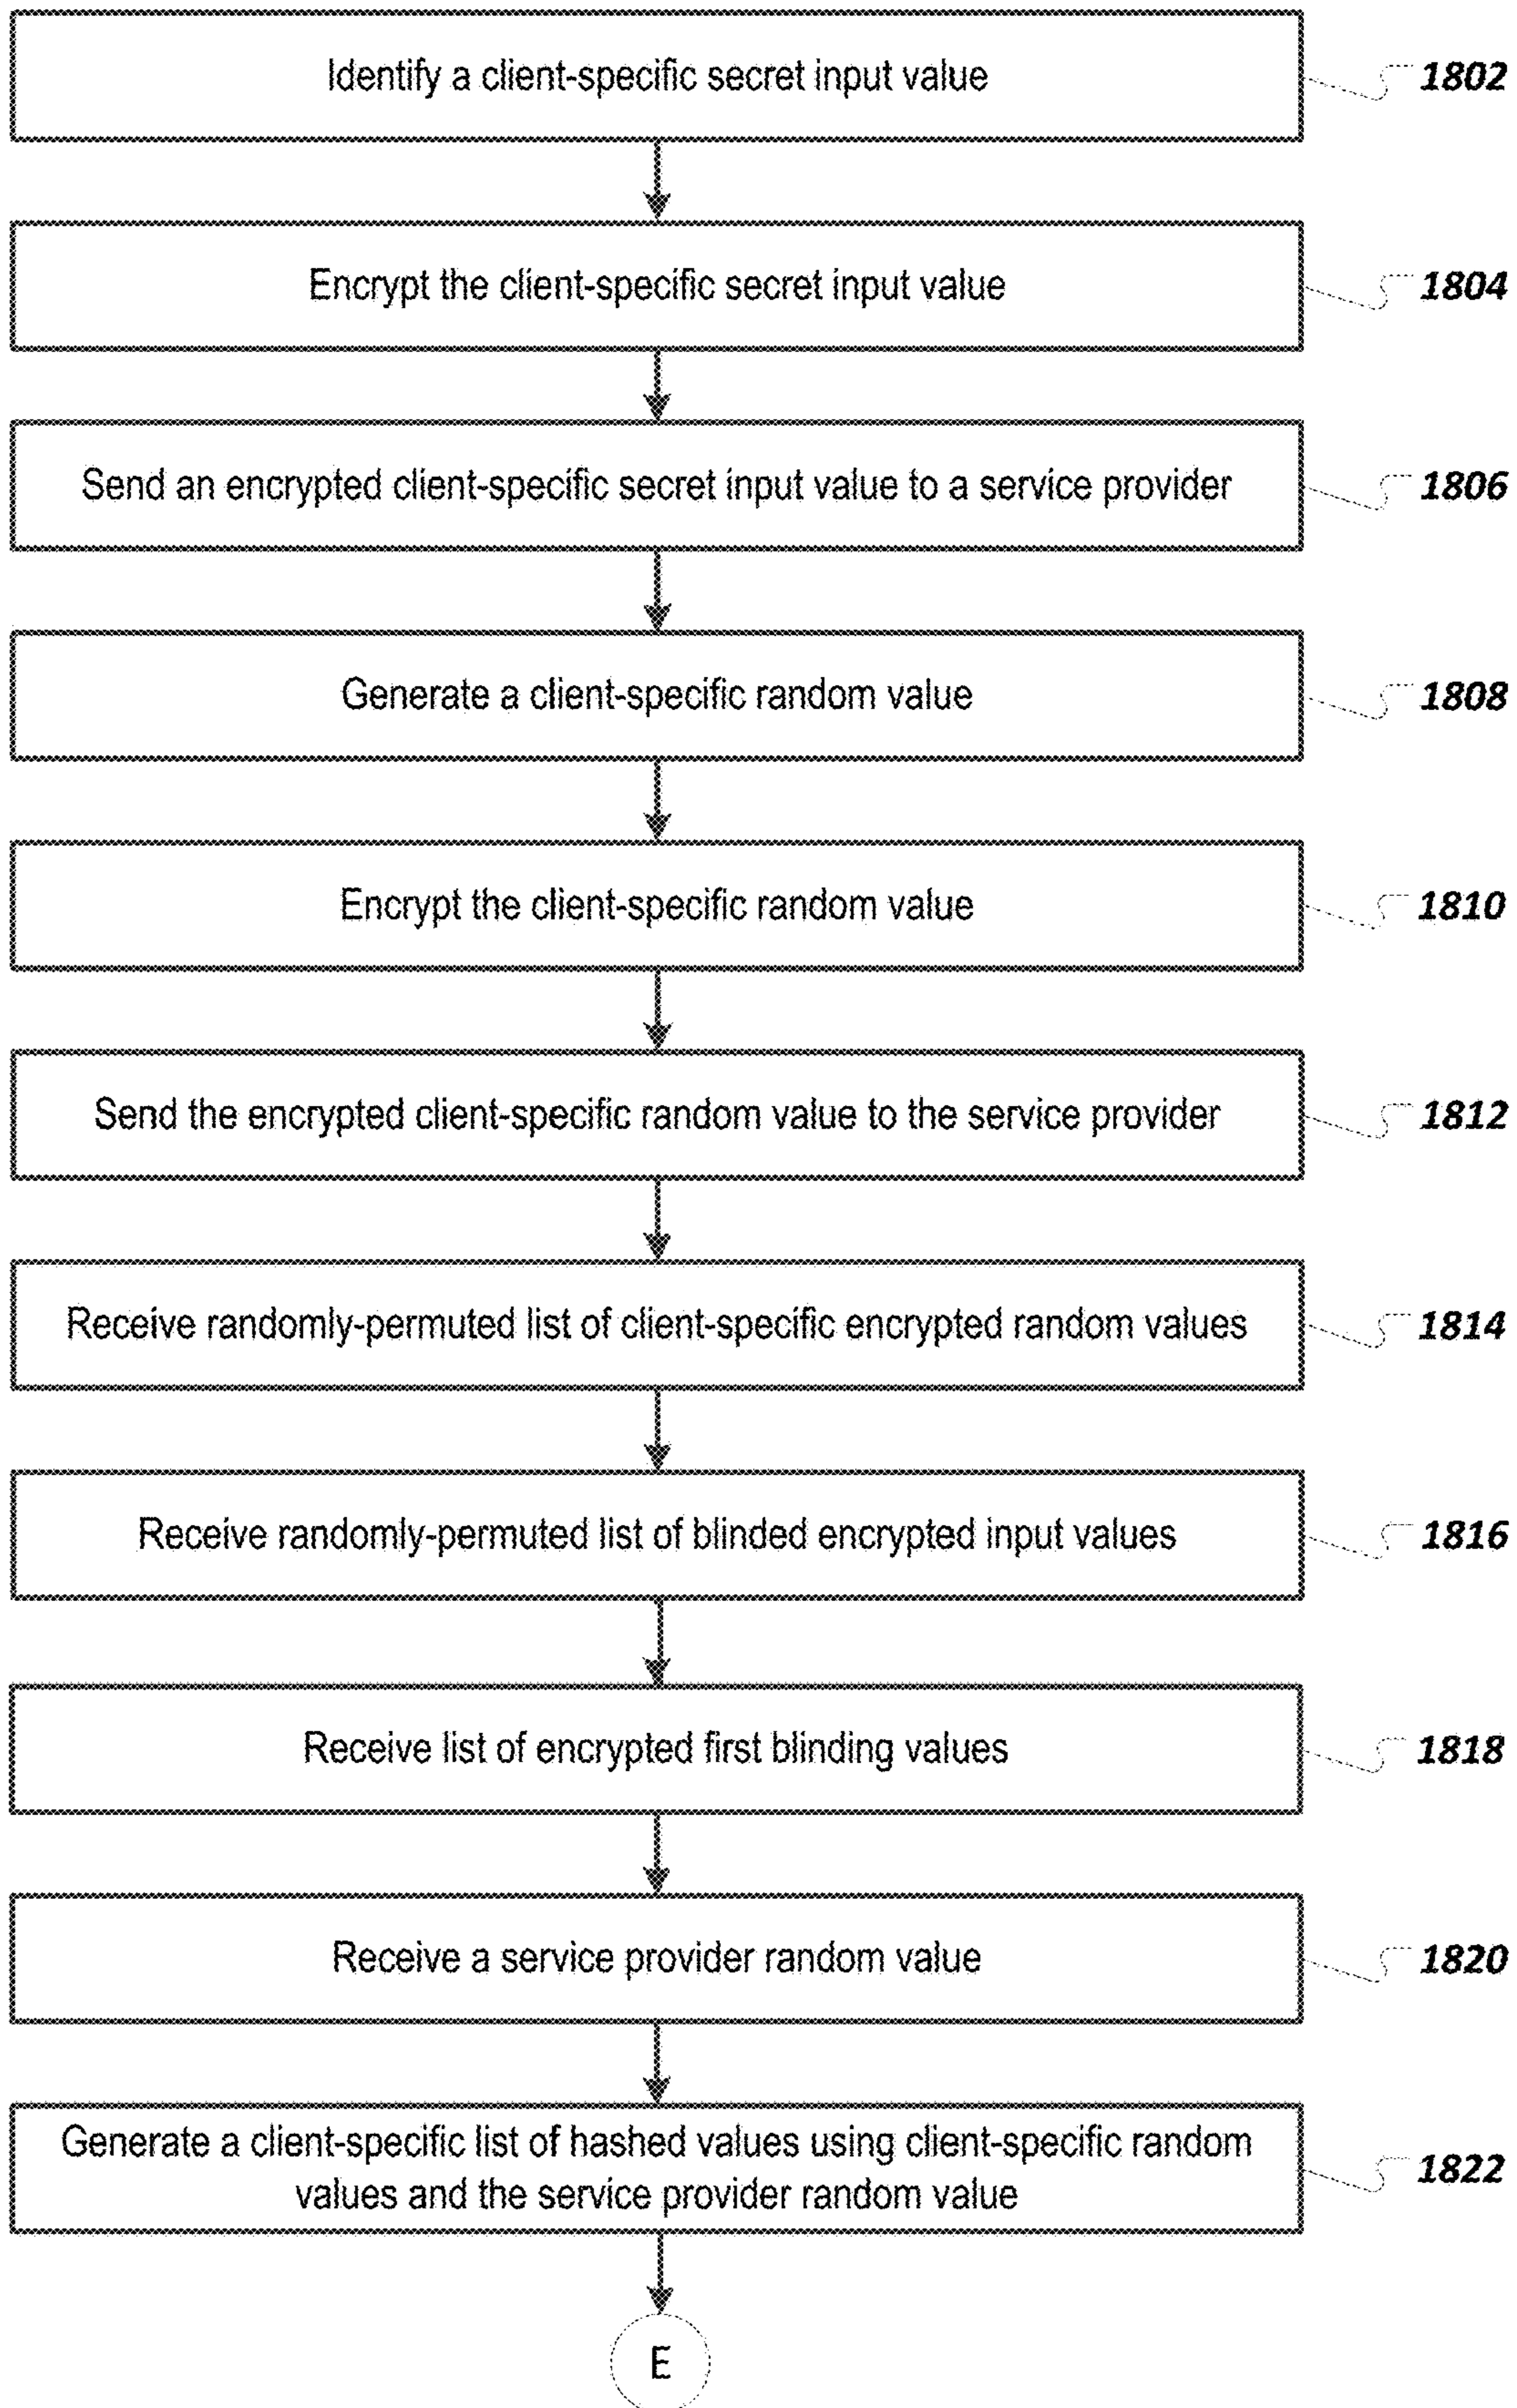 Identify a client-specific secret input value
1802
Encrypt the client-specific secret input value
1804
Send an encrypted client-specific secret input value to a service provider
1806
Generate a client-specific random value
1808
Encrypt the client-specific random value
1810
Send the encrypted client-specific random value to the service provider
1812
Receive randomly-permuted list of client-specific encrypted random values
1814
Receive randomly-permuted list of blinded encrypted input values
1816
Receive list of encrypted first blinding values
1818
Receive a service provider random value
1820
Generate a client-specific list of hashed values using client-specific random
values and the service provider random value
1822
E